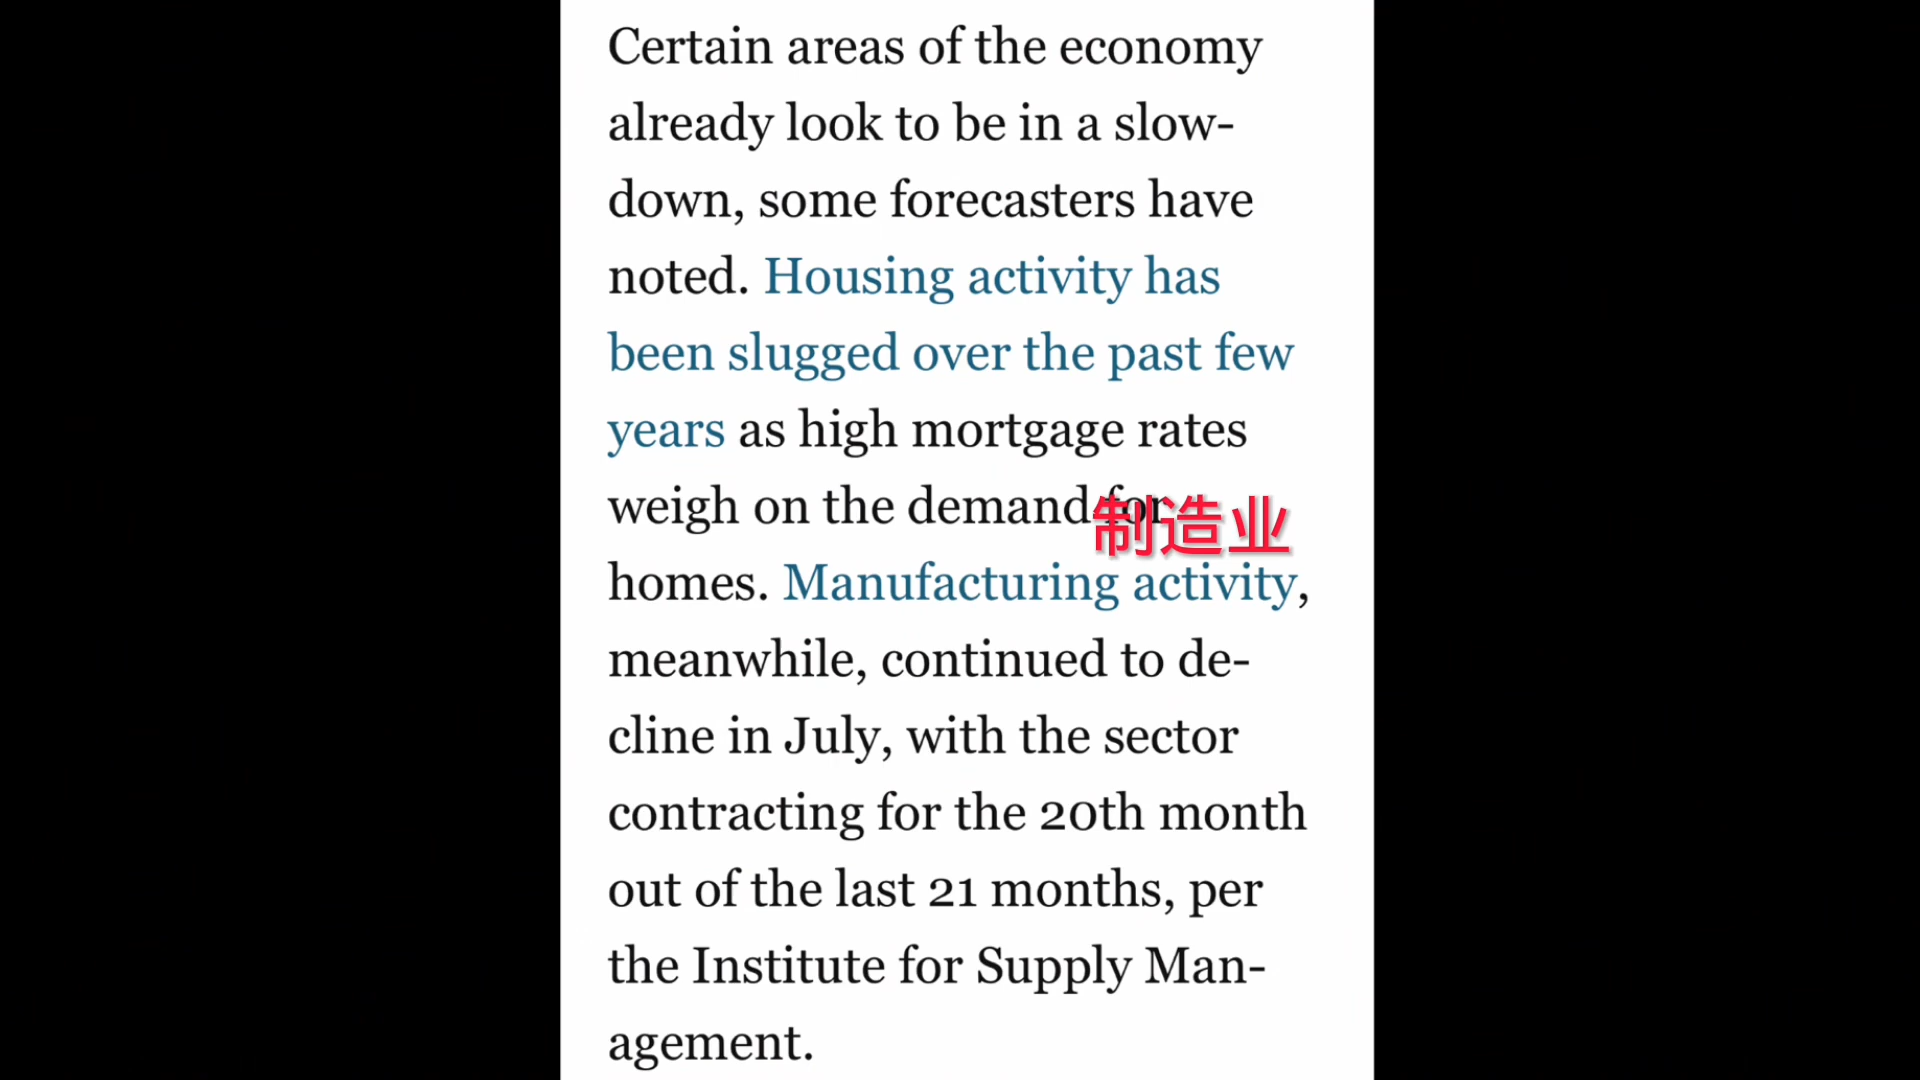 Certain areas of the economy
already look to be in a slow-
down, some forecasters have
noted. Housing activity has
been slugged over the past few
years as high mortgage rates
weigh on the demand for
制造业
homes. Manufacturing activity,
meanwhile, continued to de-
cline in July, with the sector
contracting for the 20th month
out of the last 21 months, per
the Institute for Supply Man-
agement.